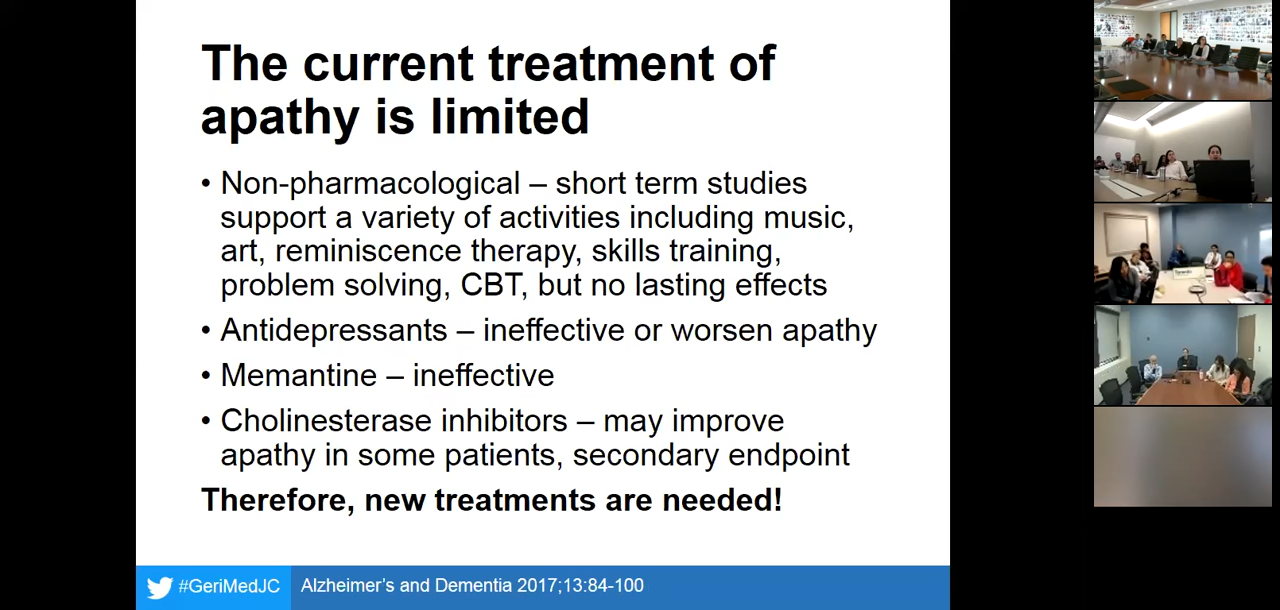 The current treatment of
apathy is limited
• Non-pharmacological – short term studies
support a variety of activities including music,
art, reminiscence therapy, skills training,
problem solving, CBT, but no lasting effects
• Antidepressants – ineffective or worsen apathy
• Memantine – ineffective
• Cholinesterase inhibitors – may improve
apathy in some patients, secondary endpoint
Therefore, new treatments are needed!
#GeriMedJC
Alzheimer's and Dementia 2017;13:84-100